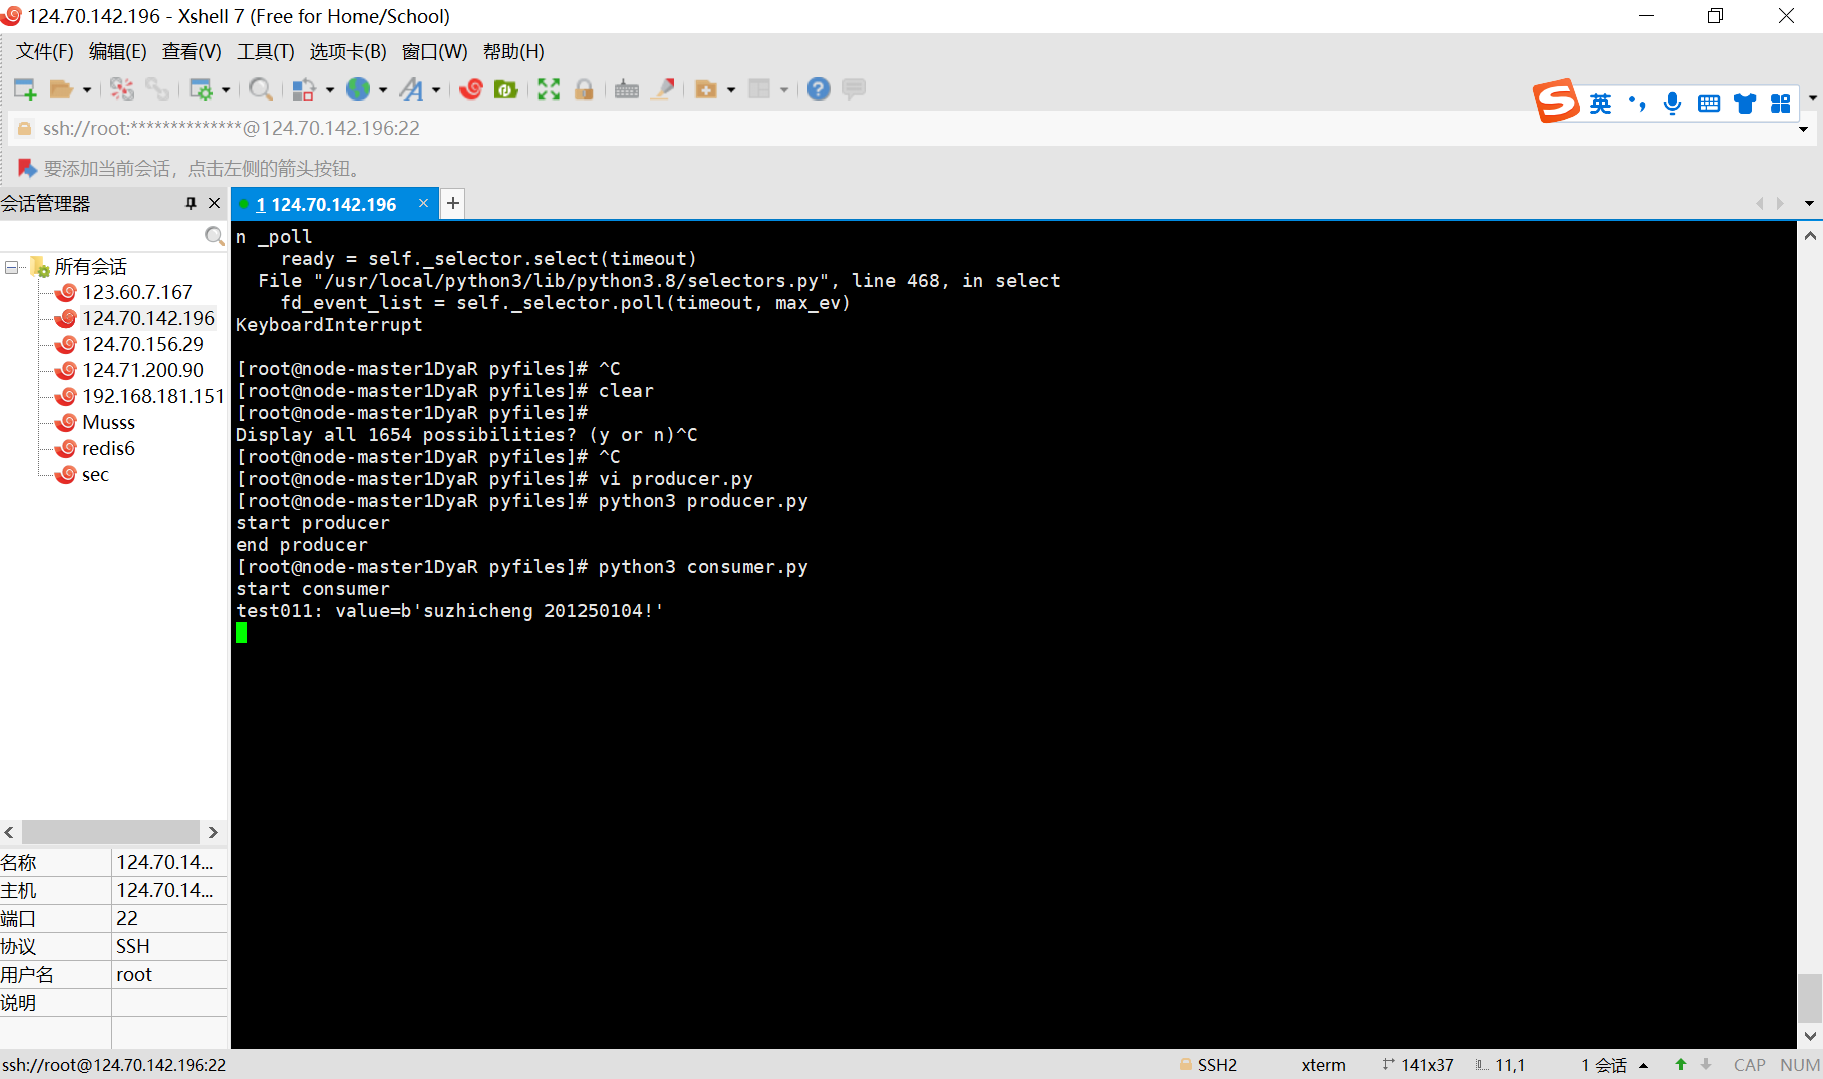 124.70.142.196 - Xshell 7 (Free for Home/School)
文件(F) 编辑(E) 查看(V) 工具(T) 选项卡(B) 窗口(W) 帮助(H)
英
ssh://root:**************@124.70.142.196:22
要添加当前会话，点击左侧的箭头按钮。
会话管理器
1 124.70.142.196
所有会话
123.60.7.167
124.70.142.196
124.70.156.29
124.71.200.90
192.168.181.151
Musss
redis6
sec
n _poll
    ready = self._selector.select(timeout)
  File "/usr/local/python3/lib/python3.8/selectors.py", line 468, in select
    fd_event_list = self._selector.poll(timeout, max_ev)
KeyboardInterrupt
[root@node-master1DyaR pyfiles]# ^C
[root@node-master1DyaR pyfiles]# clear
[root@node-master1DyaR pyfiles]#
Display all 1654 possibilities? (y or n)^C
[root@node-master1DyaR pyfiles]# ^C
[root@node-master1DyaR pyfiles]# vi producer.py
[root@node-master1DyaR pyfiles]# python3 producer.py
start producer
end producer
[root@node-master1DyaR pyfiles]# python3 consumer.py
start consumer
test011: value=b'suzhicheng 201250104!'
名称 124.70.14...
主机 124.70.14...
端口 22
协议 SSH
用户名 root
说明
ssh://root@124.70.142.196:22 SSH2 xterm 141x37 11,1 1 会话 CAP NUM